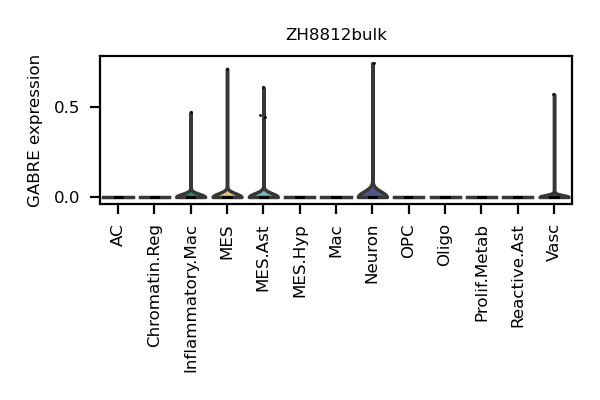 ZH8812bulk
GABRE expression
0.5
0.0
AC
Chromatin.Reg
Inflammatory.Mac
MES
MES.Ast
MES.Hyp
Mac
Neuron
OPC
Oligo
Prolif.Metab
Reactive.Ast
Vasc